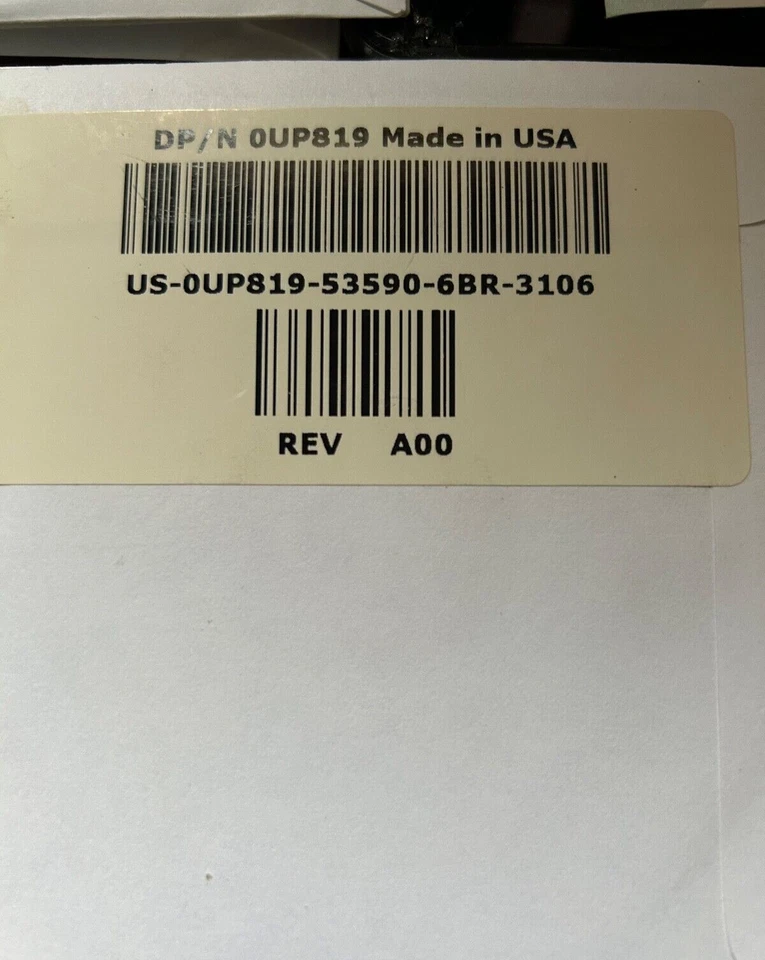 DP/N 0UP819 Made in USA
US-0UP819-53590-6BR-3106
REV A00